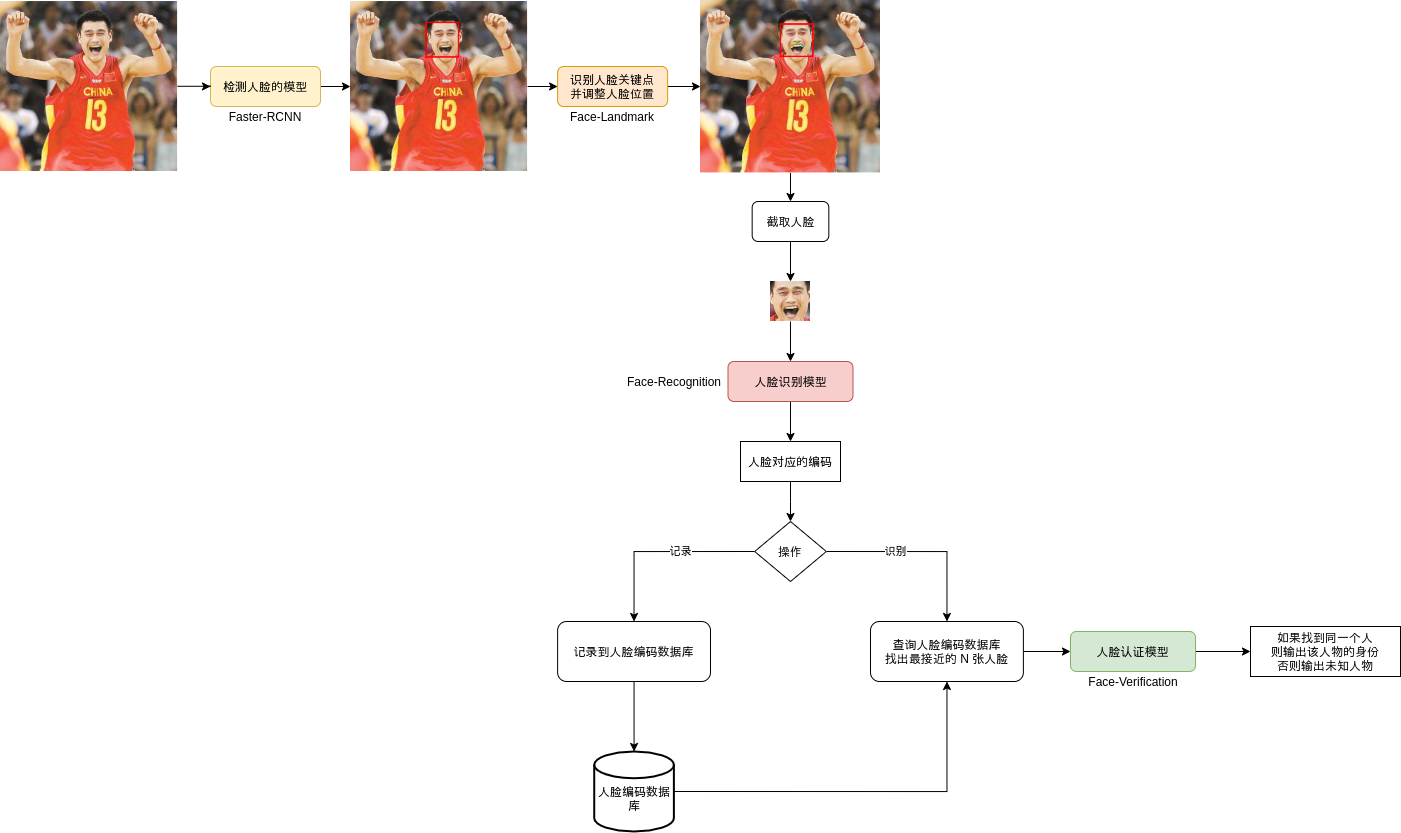 CHINA
13
检测人脸的模型
Faster-RCNN
CHINA
13
识别人脸关键点
并调整人脸位置
Face-Landmark
CHINA
13
截取人脸
Face-Recognition
人脸识别模型
人脸对应的编码
操作
记录
识别
记录到人脸编码数据库
查询人脸编码数据库
找出最接近的 N 张人脸
人脸认证模型
Face-Verification
如果找到同一个人
则输出该人物的身份
否则输出未知人物
人脸编码数据
库